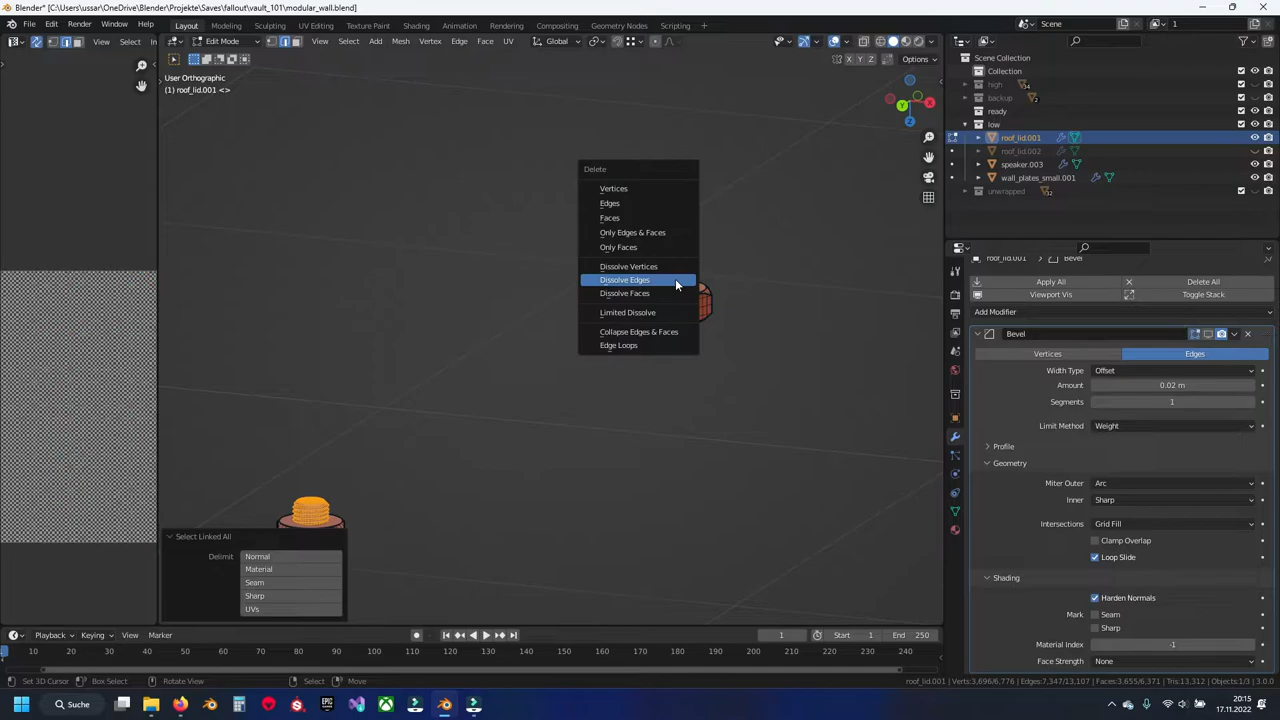 Blender* [C:\Users\ussar\OneDrive\Blender\Projekte\Saves\fallout\vault_101\modular_wall.blend]
File Edit Render Window Help Layout Modeling Sculpting UV Editing Texture Paint Shading Animation Rendering Compositing Geometry Nodes Scripting + Scene 1
View Select Edit Mode View Select Add Mesh Vertex Edge Face UV Global
X Y Z Options
User Orthographic
(1) roof_lid.001 <>
X
Y
Z
Delete
Vertices
Edges
Faces
Only Edges & Faces
Only Faces
Dissolve Vertices
Dissolve Edges
Dissolve Faces
Limited Dissolve
Collapse Edges & Faces
Edge Loops
Select Linked All
Delimit Normal
Material
Seam
Sharp
UVs
Scene Collection
Collection
high 34
backup 2
ready
low
roof_lid.001
roof_lid.002
speaker.003
wall_plates_small.001
unwrapped 32
roof_lid.001 Bevel
Apply All Delete All
Viewport Vis Toggle Stack
Add Modifier
Bevel
Vertices Edges
Width Type Offset
Amount 0.02 m
Segments 1
Limit Method Weight
Profile
Geometry
Miter Outer Arc
Inner Sharp
Intersections Grid Fill
Clamp Overlap
Loop Slide
Shading
Harden Normals
Mark Seam
Sharp
Material Index -1
Face Strength None
Playback Keying View Marker 1 Start 1 End 250
10 20 30 40 50 60 70 80 90 100 110 120 130 140 150 160 170 180 190 200 210 220 230 240
Set 3D Cursor Box Select Rotate View Select Move roof_lid.001 | Verts:3,696/6,776 | Edges:7,347/13,107 | Faces:3,655/6,371 | Tris:13,312 | Objects:1/3 | 3.0.0
Suche
20:15
17.11.2022